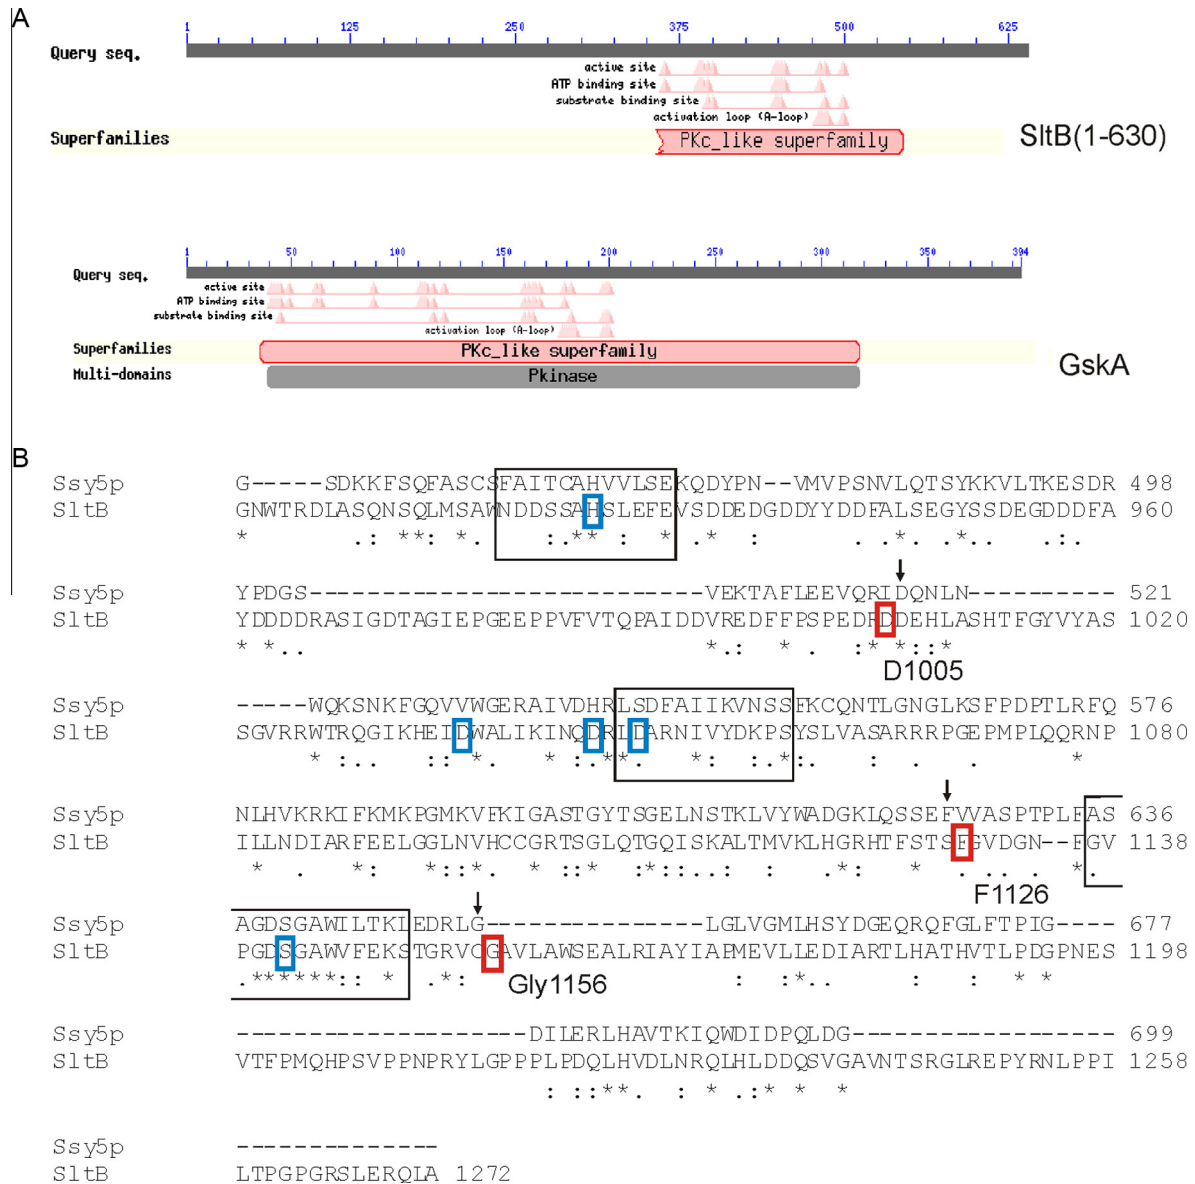 A
1 125 250 375 500 625
Query seq.
active site
ATP binding site
substrate binding site
activation loop (A-loop)
Superfamilies PKc_like superfamily SltB(1-630)
1 50 100 150 200 250 300 350 394
Query seq.
active site
ATP binding site
substrate binding site
activation loop (A-loop)
Superfamilies PKc_like superfamily
Multi-domains Pkinase GskA
B
Ssy5p G-----SDKKFSQFASCSFAITCAHVVLSEKQDYPN--VMVPSNVLQTSYKKVLTKESDR 498
SltB GNWTRDLASQNSQLMSAWNDDSSAHSLEFEVSDDEDGDDYYDDFALSEGYSSDEGDDDFA 960
Ssy5p YPDGS---------------------------VEKTAFLEEVQRIDQNLN---------- 521
SltB YDDDDRASIGDTAGIEPGEEPPVFVTQPAIDDVREDFFPSPEDRDDEHLASHTFGYVYAS 1020
D1005
Ssy5p -----WQKSNKFGQVVWGERAIVDHRLSDFAIIKVNSSFKCQNTLGNGLKSFPDPTLRFQ 576
SltB SGVRRWTRQGIKHEIDWALIKINQDRLDARNIVYDKPSYSLVASARRRPGEPMPLQQRNP 1080
Ssy5p NLHVKRKIFKMKPGMKVFKIGASTGYTSGELNSTKLVYWADGKLQSSEFVVASPTPLFAS 636
SltB ILLNDIARFEELGGLNVHCCGRTSGLQTGQISKALTMVKLHGRHTFSTSFGVDGN--FGV 1138
F1126
Ssy5p AGDSGAWILTKLEDRLG---------------LGLVGMLHSYDGEQRQFGLFTPIG---- 677
SltB PGDSGAWVFEKSTGRVCGAVLAWSEALRIAYIAPMEVLLEDIARTLHATHVTLPDGPNES 1198
Gly1156
Ssy5p --------------------DILERLHAVTKIQWDIDPQLDG------------------ 699
SltB VTFPMQHPSVPPNPRYLGPPPLPDQLHVDLNRQLHLDDQSVGAVNTSRGLREPYRNLPPI 1258
Ssy5p --------------
SltB LTPGPGRSLERQLA 1272